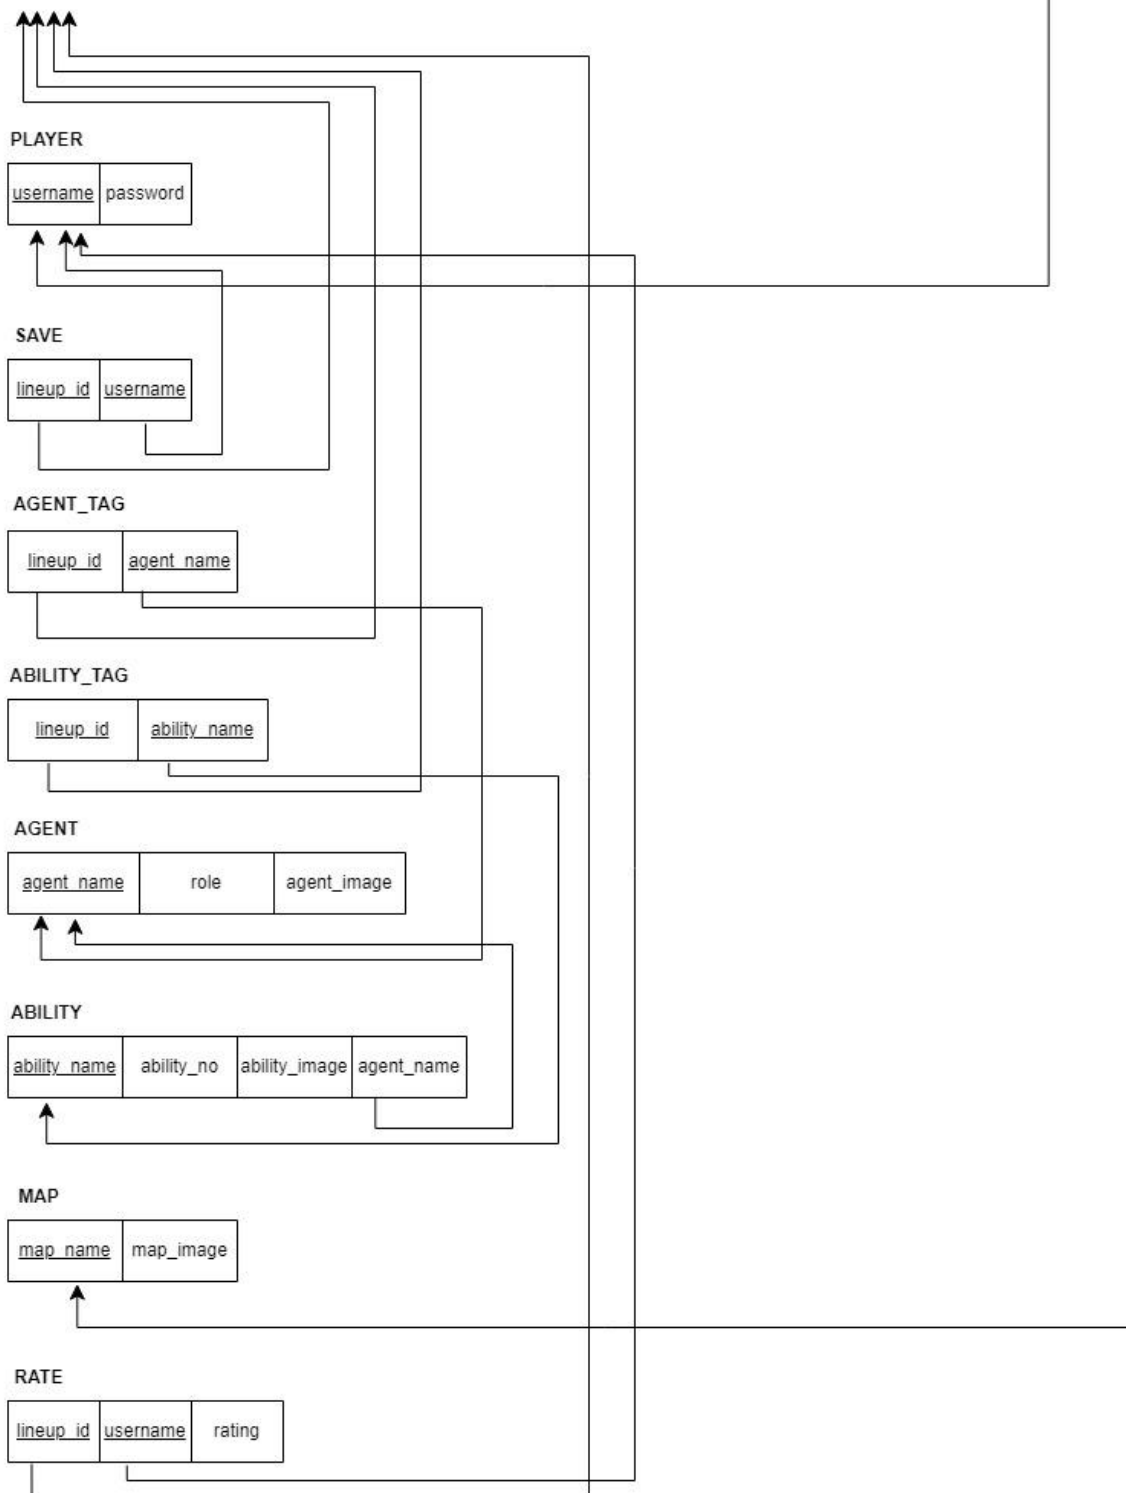 PLAYER
username password
SAVE
lineup_id username
AGENT_TAG
lineup_id agent_name
ABILITY_TAG
lineup_id ability_name
AGENT
agent_name role agent_image
ABILITY
ability_name ability_no ability_image agent_name
MAP
map_name map_image
RATE
lineup_id username rating